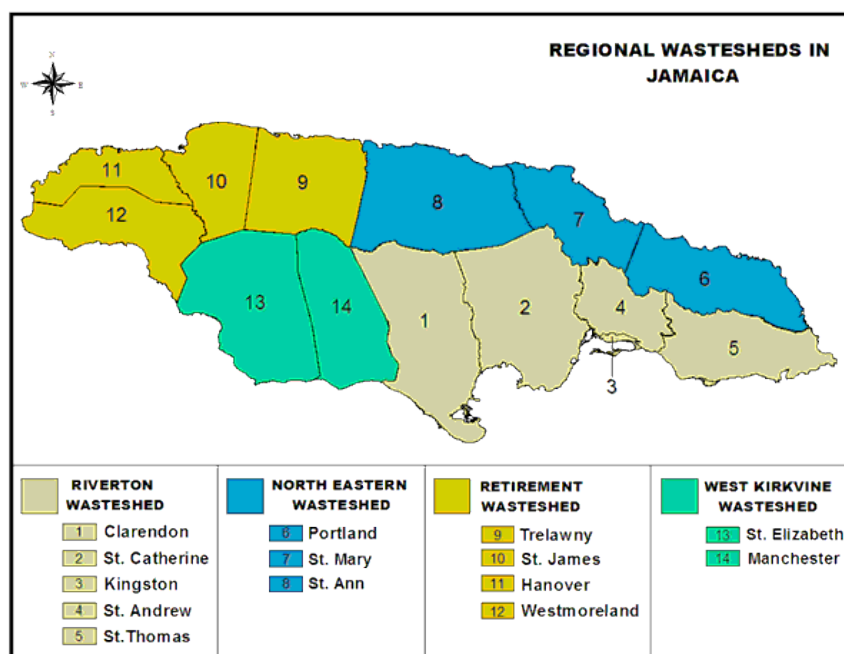 REGIONAL WASTESHEDS IN
JAMAICA
N
W
E
S
11
10
9
8
12
7
6
13
14
1
2
4
5
3
RIVERTON
WASTESHED
1 Clarendon
2 St. Catherine
3 Kingston
4 St. Andrew
5 St.Thomas
NORTH EASTERN
WASTESHED
6 Portland
7 St. Mary
8 St. Ann
RETIREMENT
WASTESHED
9 Trelawny
10 St. James
11 Hanover
12 Westmoreland
WEST KIRKVINE
WASTESHED
13 St. Elizabeth
14 Manchester